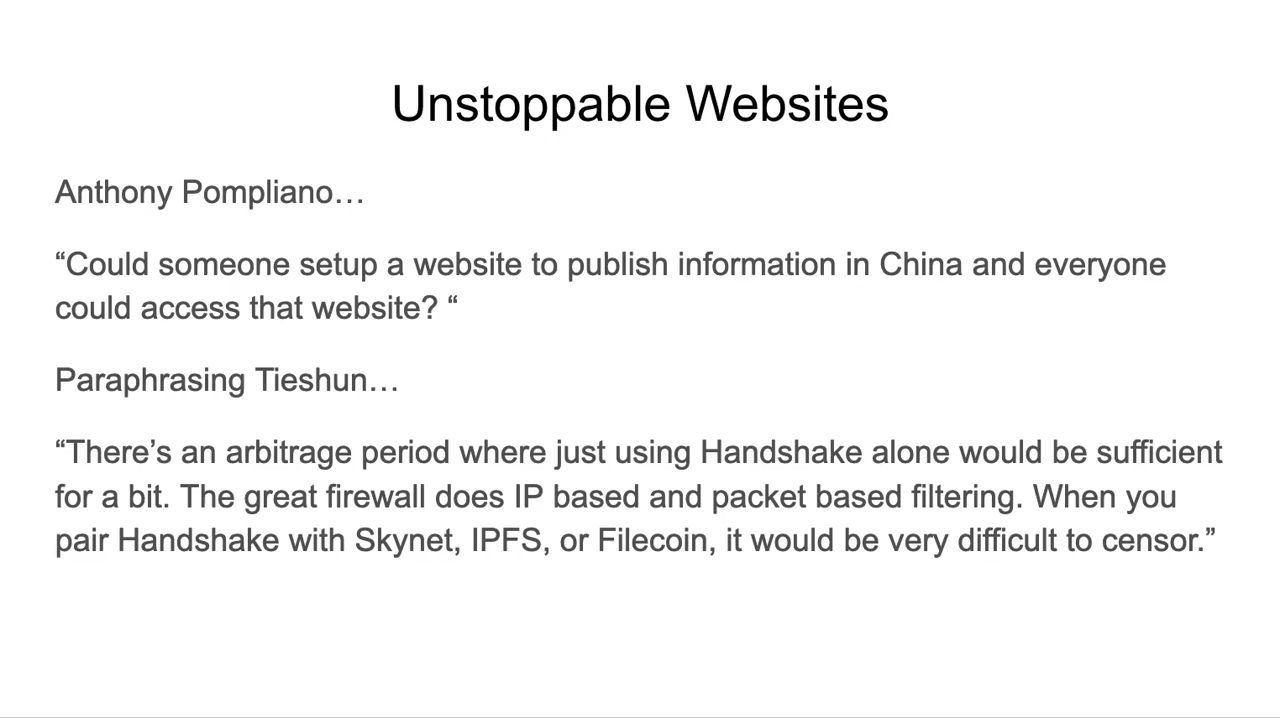 Unstoppable Websites
Anthony Pompliano…
“Could someone setup a website to publish information in China and everyone
could access that website? “
Paraphrasing Tieshun…
“There’s an arbitrage period where just using Handshake alone would be sufficient
for a bit. The great firewall does IP based and packet based filtering. When you
pair Handshake with Skynet, IPFS, or Filecoin, it would be very difficult to censor.”